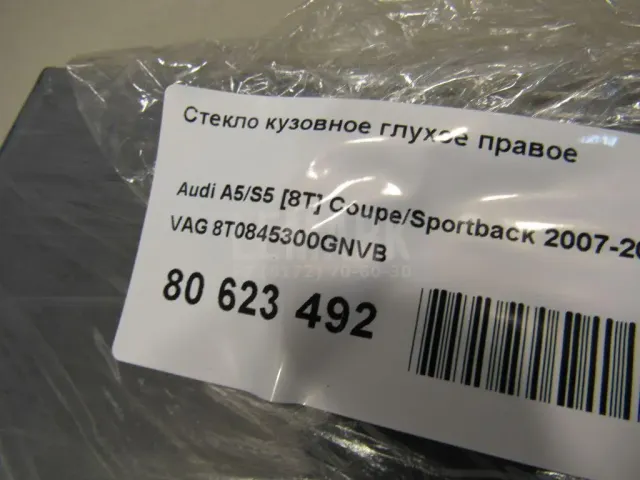 Стекло кузовное глухое правое
Audi A5/S5 [8T] Coupe/Sportback 2007-20
VAG 8T0845300GNVB
80 623 492